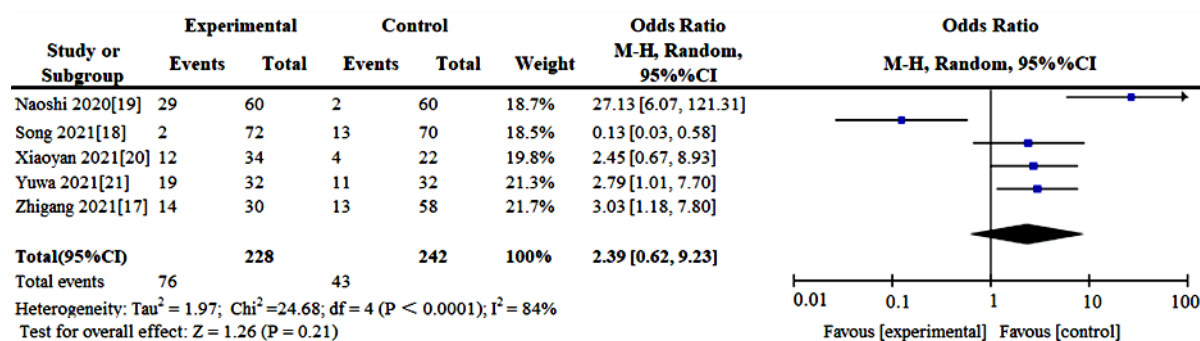 Experimental Control Odds Ratio Odds Ratio
Study or Subgroup Events Total Events Total Weight M-H, Random, 95%%CI M-H, Random, 95%%CI
Naoshi 2020[19] 29 60 2 60 18.7% 27.13 [6.07, 121.31]
Song 2021[18] 2 72 13 70 18.5% 0.13 [0.03, 0.58]
Xiaoyan 2021[20] 12 34 4 22 19.8% 2.45 [0.67, 8.93]
Yuwa 2021[21] 19 32 11 32 21.3% 2.79 [1.01, 7.70]
Zhigang 2021[17] 14 30 13 58 21.7% 3.03 [1.18, 7.80]
Total(95%CI) 228 242 100% 2.39 [0.62, 9.23]
Total events 76 43
Heterogeneity: Tau² = 1.97; Chi² =24.68; df = 4 (P < 0.0001); I² = 84%
Test for overall effect: Z = 1.26 (P = 0.21)
0.01 0.1 1 10 100
Favous [experimental] Favous [control]